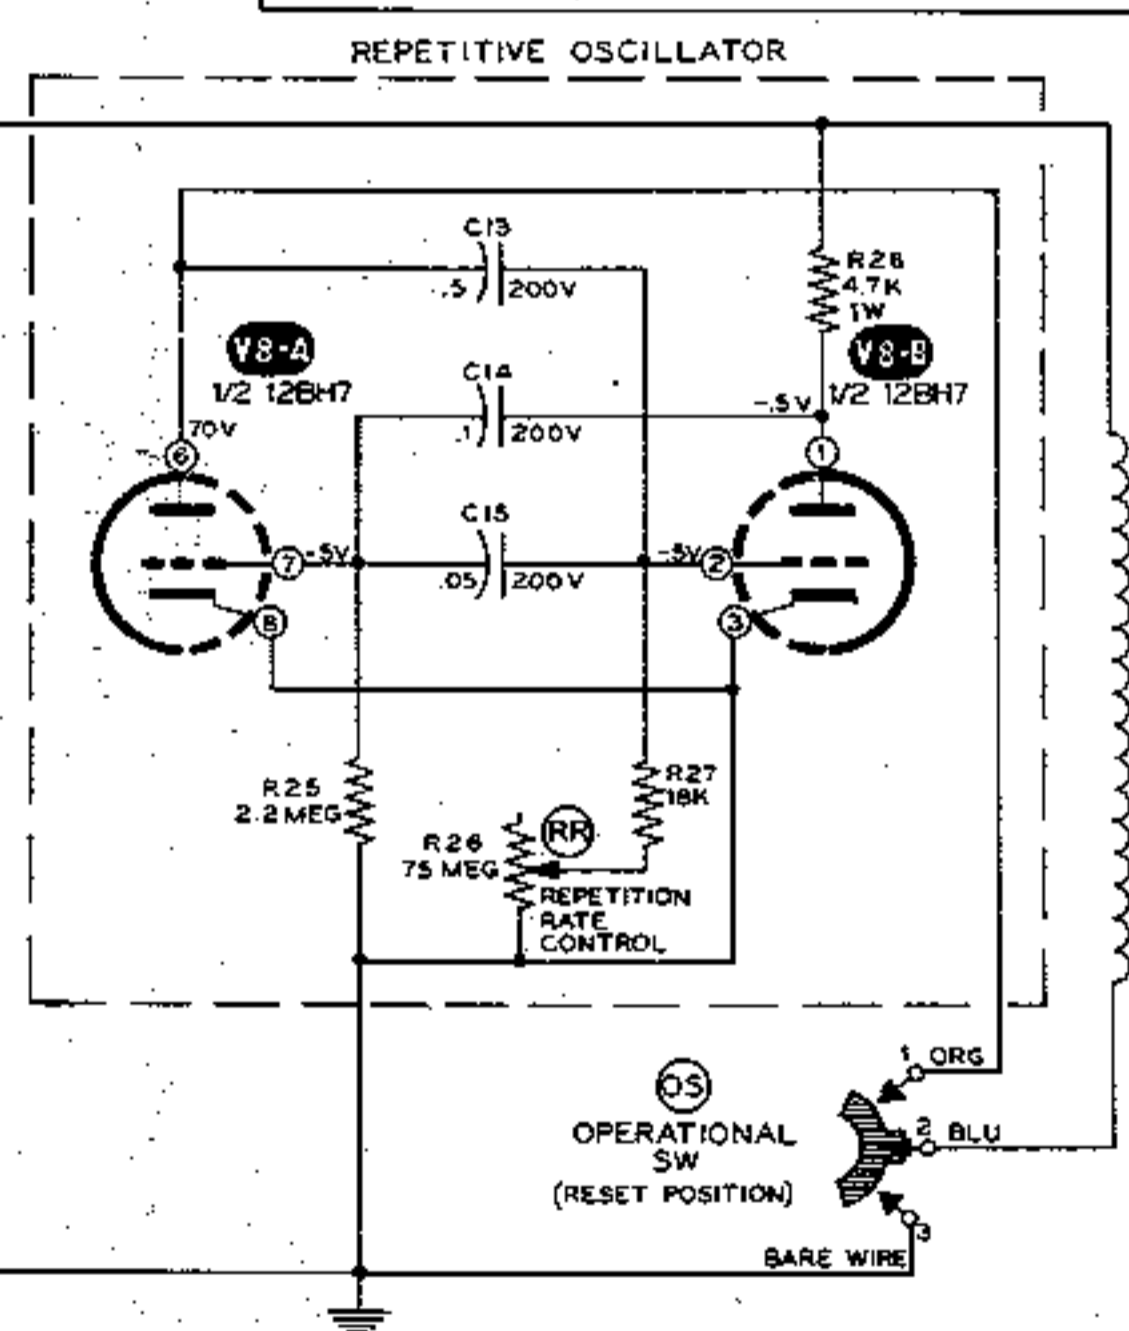 REPETITIVE OSCILLATOR
C13
.5 200V
R28
4.7K
1W
V8-A
1/2 12BH7
V8-B
1/2 12BH7
C14
.1 200V
-.5V
70V
6
1
C15
.05 200V
7 -.5V
-.5V 2
8
3
R25
2.2 MEG
R27
18K
R26
75 MEG
RR
REPETITION
RATE
CONTROL
1 ORG
OS
OPERATIONAL
SW
(RESET POSITION)
2 BLU
3
BARE WIRE